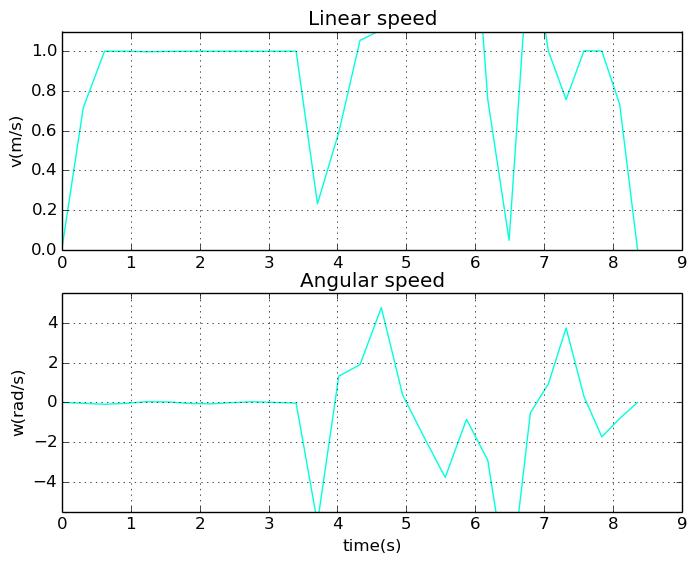 Linear speed
1.0
0.8
0.6
0.4
0.2
0.0
v(m/s)
0 1 2 3 4 5 6 7 8 9
Angular speed
4
2
0
−2
−4
w(rad/s)
0 1 2 3 4 5 6 7 8 9
time(s)